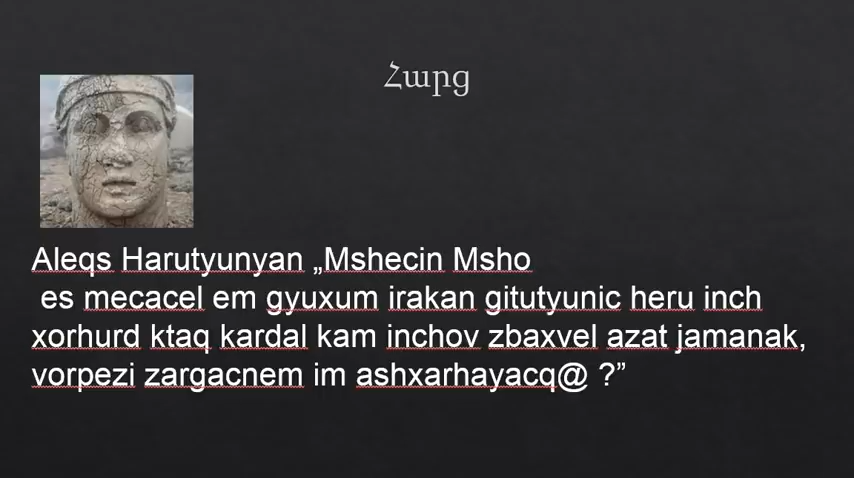 Հարց
Aleqs Harutyunyan „Mshecin Msho
es mecacel em gyuxum irakan gitutyunic heru inch
xorhurd ktaq kardal kam inchov zbaxvel azat jamanak,
vorpezi zargacnem im ashxarhayacq@ ?”